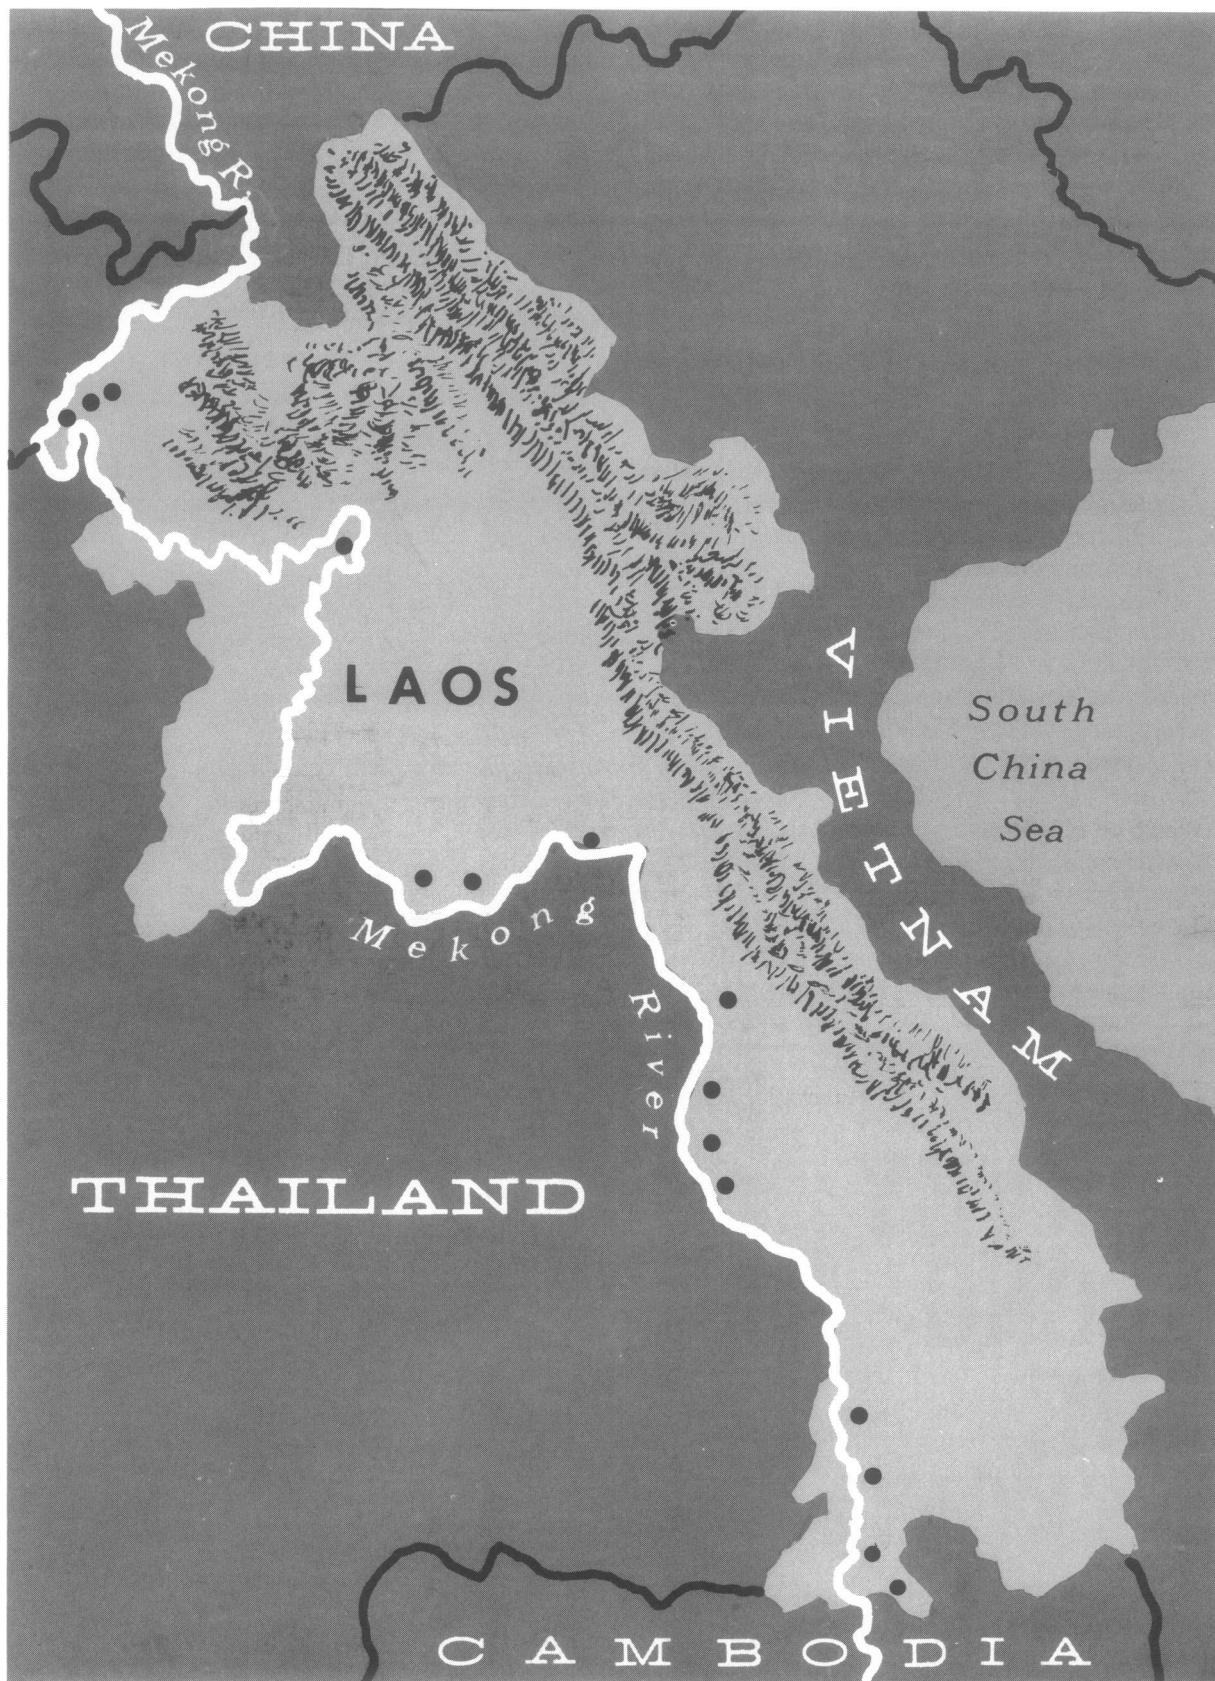 CHINA
Mekong R.
LAOS
VIETNAM
South
China
Sea
Mekong
River
THAILAND
CAMBODIA